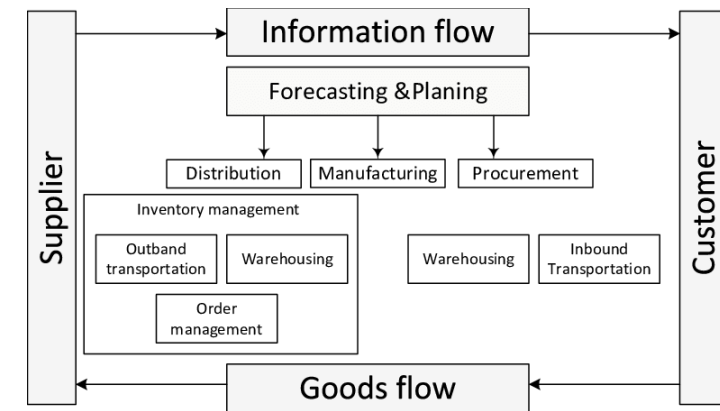 Information flow
Supplier
Customer
Forecasting &Planing
Distribution
Manufacturing
Procurement
Inventory management
Outband
transportation
Warehousing
Warehousing
Inbound
Transportation
Order
management
Goods flow